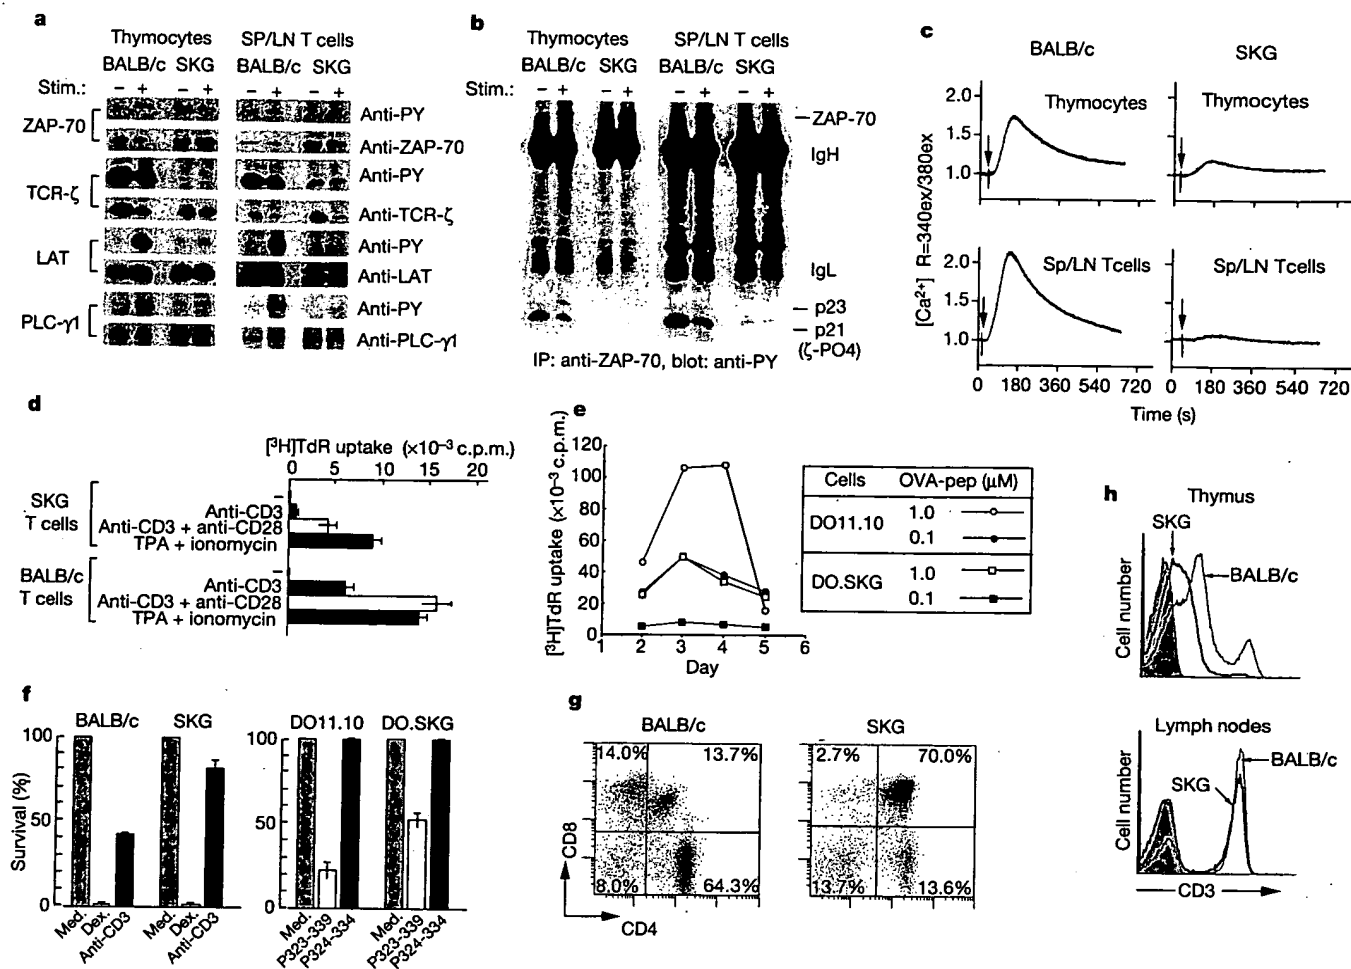 a
Thymocytes SP/LN T cells
BALB/c SKG BALB/c SKG
Stim.: – + – + – + – +
ZAP-70
Anti-PY
Anti-ZAP-70
TCR-ζ
Anti-PY
Anti-TCR-ζ
LAT
Anti-PY
Anti-LAT
PLC-γ1
Anti-PY
Anti-PLC-γ1
b
Thymocytes SP/LN T cells
BALB/c SKG BALB/c SKG
Stim.: – + – + – + – +
ZAP-70
IgH
IgL
p23
p21
(ζ-PO4)
IP: anti-ZAP-70, blot: anti-PY
c
BALB/c SKG
[Ca2+] R=340ex/380ex
2.0
1.5
1.0
Thymocytes Thymocytes
2.0
1.5
1.0
Sp/LN Tcells Sp/LN Tcells
0 180 360 540 720 0 180 360 540 720
Time (s)
d
[³H]TdR uptake (×10⁻³ c.p.m.)
0 5 10 15 20
SKG
T cells
–
Anti-CD3
Anti-CD3 + anti-CD28
TPA + ionomycin
BALB/c
T cells
–
Anti-CD3
Anti-CD3 + anti-CD28
TPA + ionomycin
e
[³H]TdR uptake (×10⁻³ c.p.m.)
120
100
80
60
40
20
0
1 2 3 4 5 6
Day
Cells OVA-pep (μM)
DO11.10
1.0
0.1
DO.SKG
1.0
0.1
f
BALB/c SKG DO11.10 DO.SKG
Survival (%)
100
50
0
100
50
0
Med. Dex. Anti-CD3 Med. Dex. Anti-CD3
Med. P323-339 P324-334 Med. P323-339 P324-334
g
BALB/c SKG
14.0% 13.7% 2.7% 70.0%
8.0% 64.3% 13.7% 13.6%
CD8
CD4
h
Thymus
SKG
BALB/c
Cell number
Lymph nodes
BALB/c
SKG
Cell number
CD3